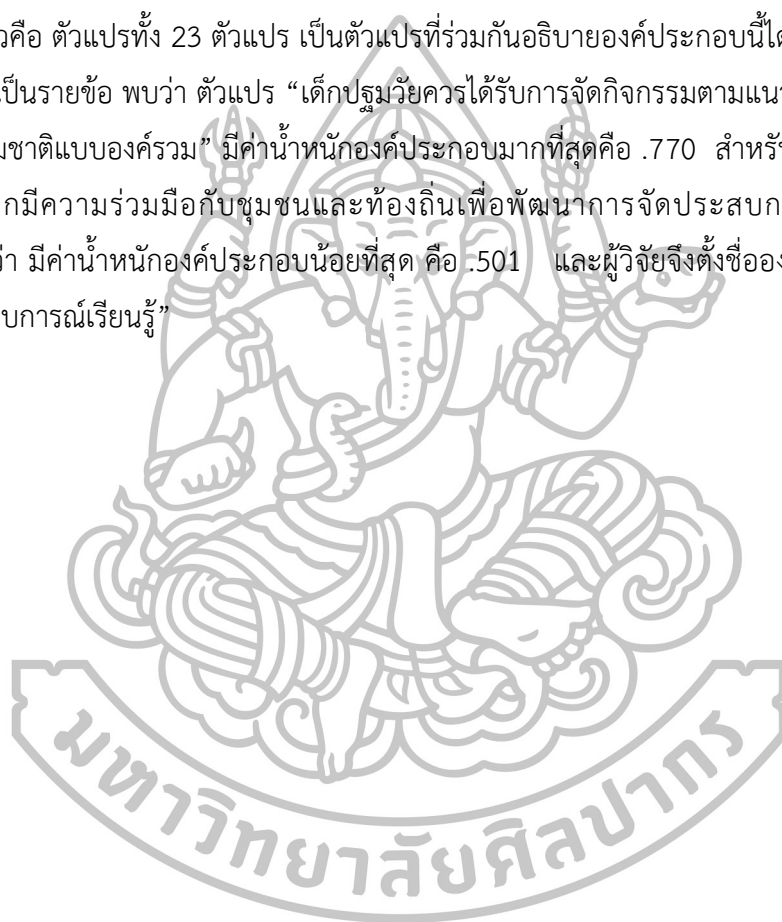 วคือ ตัวแปรทั้ง 23 ตัวแปร เป็นตัวแปรที่ร่วมกันอธิบายองค์ประกอบนี้ได
เป็นรายข้อ พบว่า ตัวแปร “เด็กปฐมวัยควรได้รับการจัดกิจกรรมตามแน
มชาติแบบองค์รวม” มีค่าน้ำหนักองค์ประกอบมากที่สุดคือ .770 สำหรั
กมีความร่วมมือกับชุมชนและท้องถิ่นเพื่อพัฒนาการจัดประสบก
ว่า มีค่าน้ำหนักองค์ประกอบน้อยที่สุด คือ .501 และผู้วิจัยจึงตั้งชื่ออง
บการณ์เรียนรู้”
มหาวิทยาลัยศิลปากร